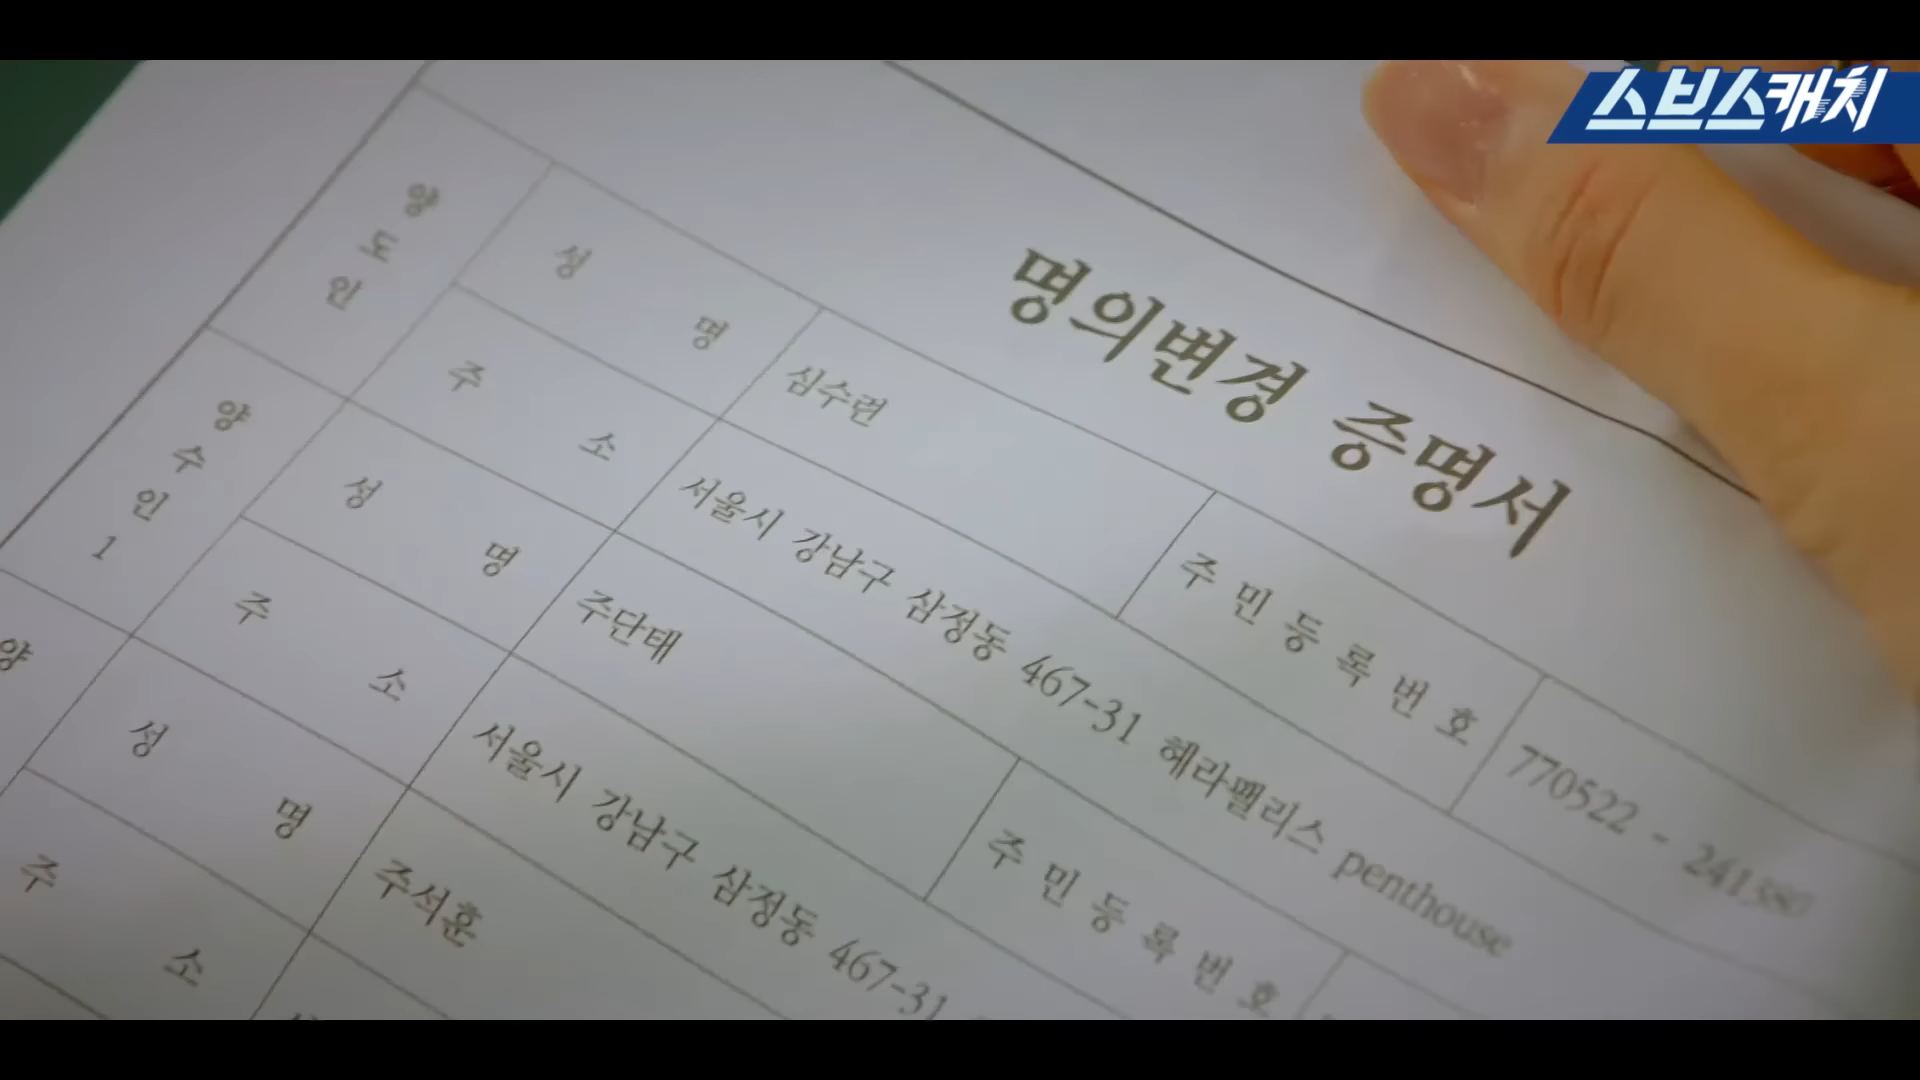 스브스캐치
명의변경 증명서
양도인
성 명
심수련
주 민 등 록 번 호
770522 -
주 소
서울시 강남구 삼정동 467-31 헤라팰리스 penthouse
양수인1
성 명
주단태
주 민 등 록 번 호
주 소
서울시 강남구 삼정동 467-31
양
성 명
주석훈
주 소